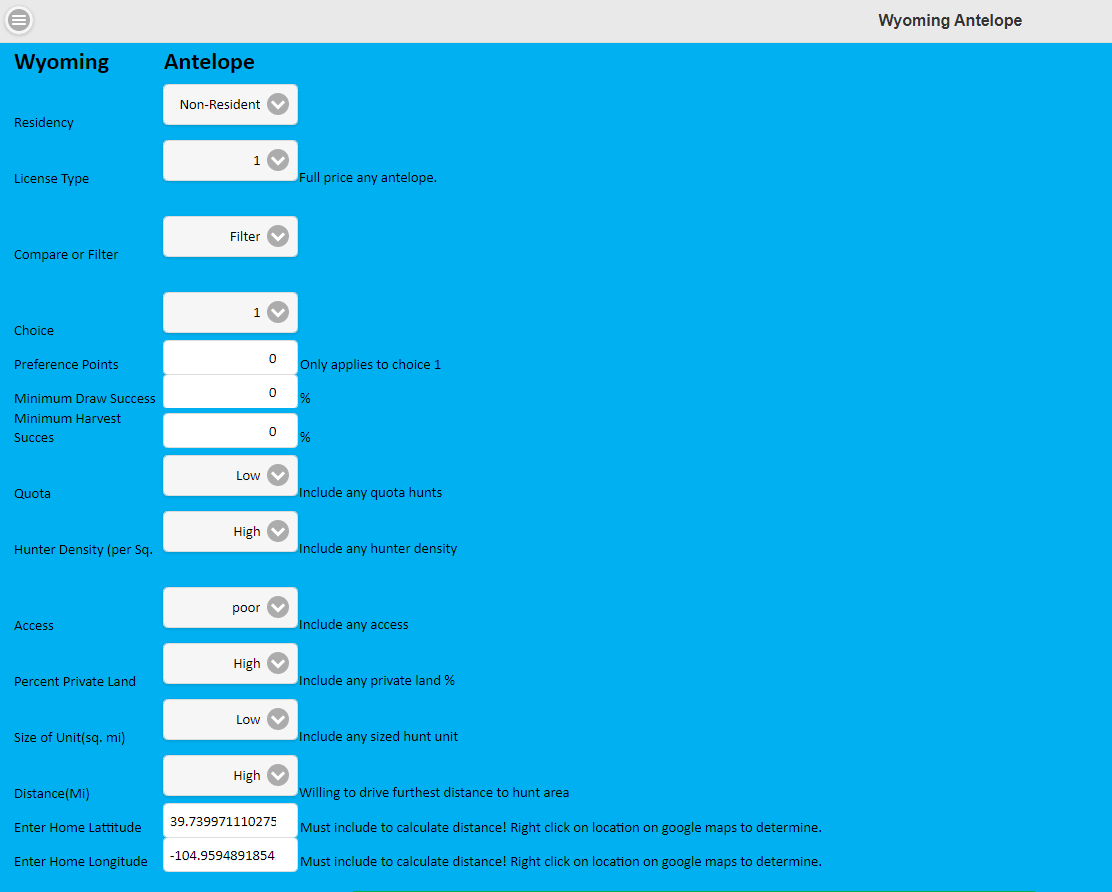 Wyoming Antelope
Wyoming Antelope
Residency Non-Resident
License Type 1 Full price any antelope.
Compare or Filter Filter
Choice 1
Preference Points 0 Only applies to choice 1
Minimum Draw Success 0 %
Minimum Harvest
Succes 0 %
Quota Low Include any quota hunts
Hunter Density (per Sq. High Include any hunter density
Access poor Include any access
Percent Private Land High Include any private land %
Size of Unit(sq. mi) Low Include any sized hunt unit
Distance(Mi) High Willing to drive furthest distance to hunt area
Enter Home Lattitude 39.739971110275 Must include to calculate distance! Right click on location on google maps to determine.
Enter Home Longitude -104.9594891854 Must include to calculate distance! Right click on location on google maps to determine.